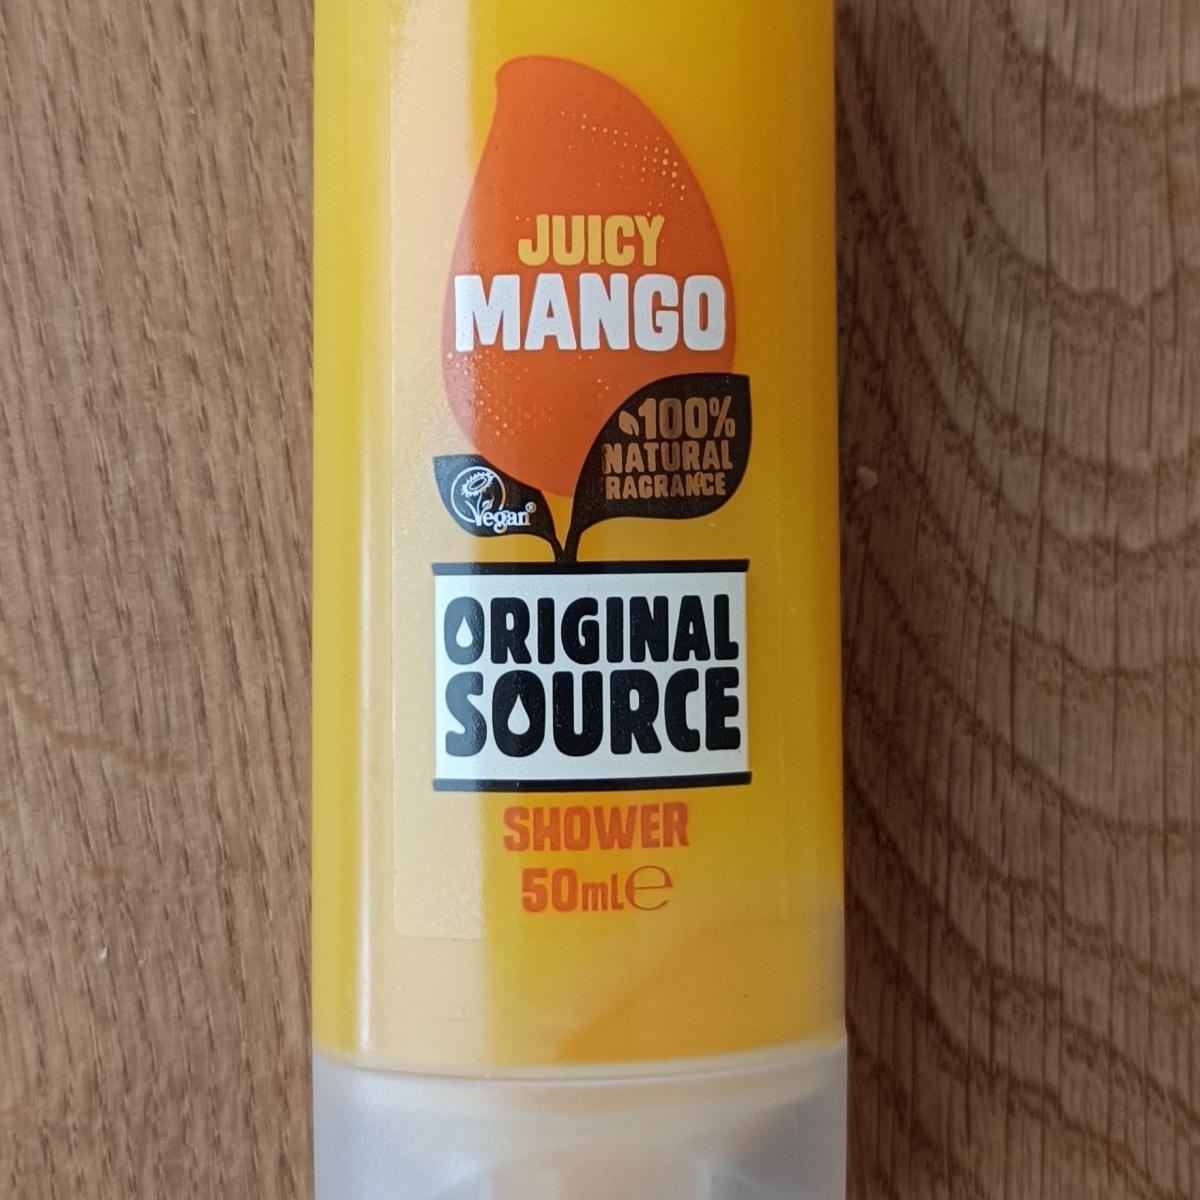 JUICY
MANGO
100%
NATURAL
RAGRANCE
Vegan®
ORIGINAL
SOURCE
SHOWER
50mL℮